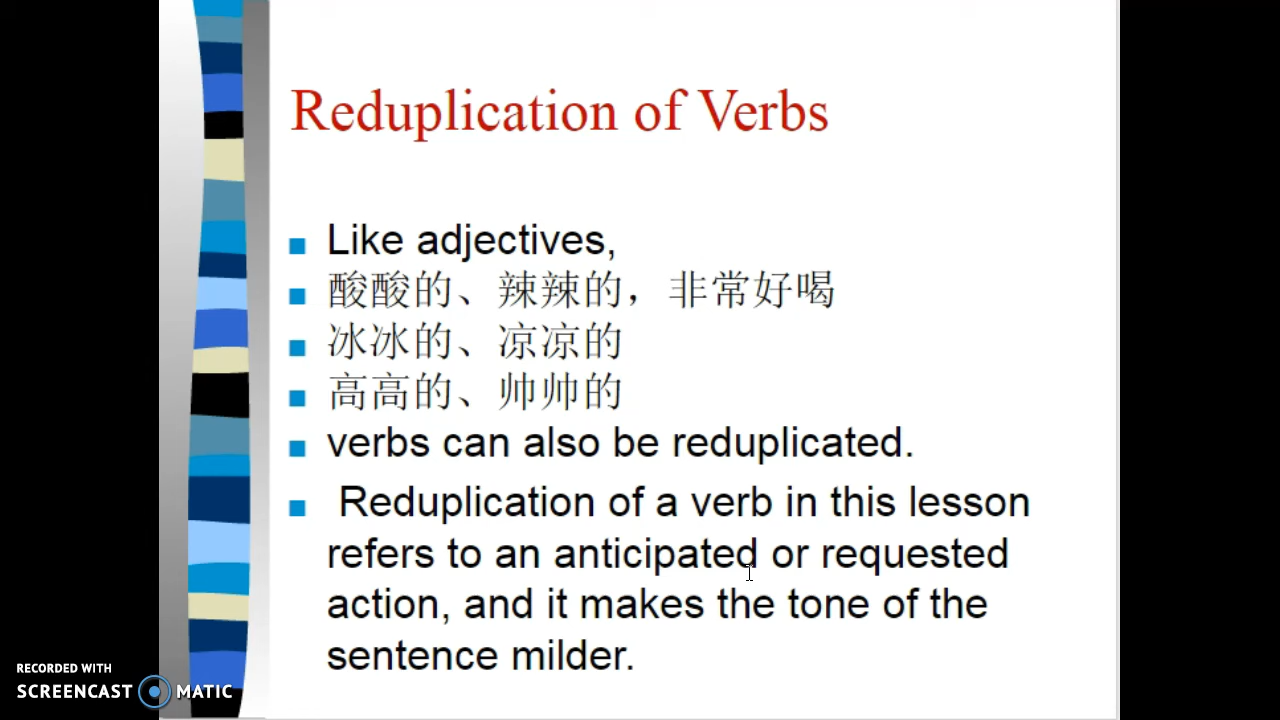 Reduplication of Verbs
Like adjectives,
酸酸的、辣辣的，非常好喝
冰冰的、凉凉的
高高的、帅帅的
verbs can also be reduplicated.
Reduplication of a verb in this lesson
refers to an anticipated or requested
action, and it makes the tone of the
sentence milder.
RECORDED WITH
SCREENCAST MATIC